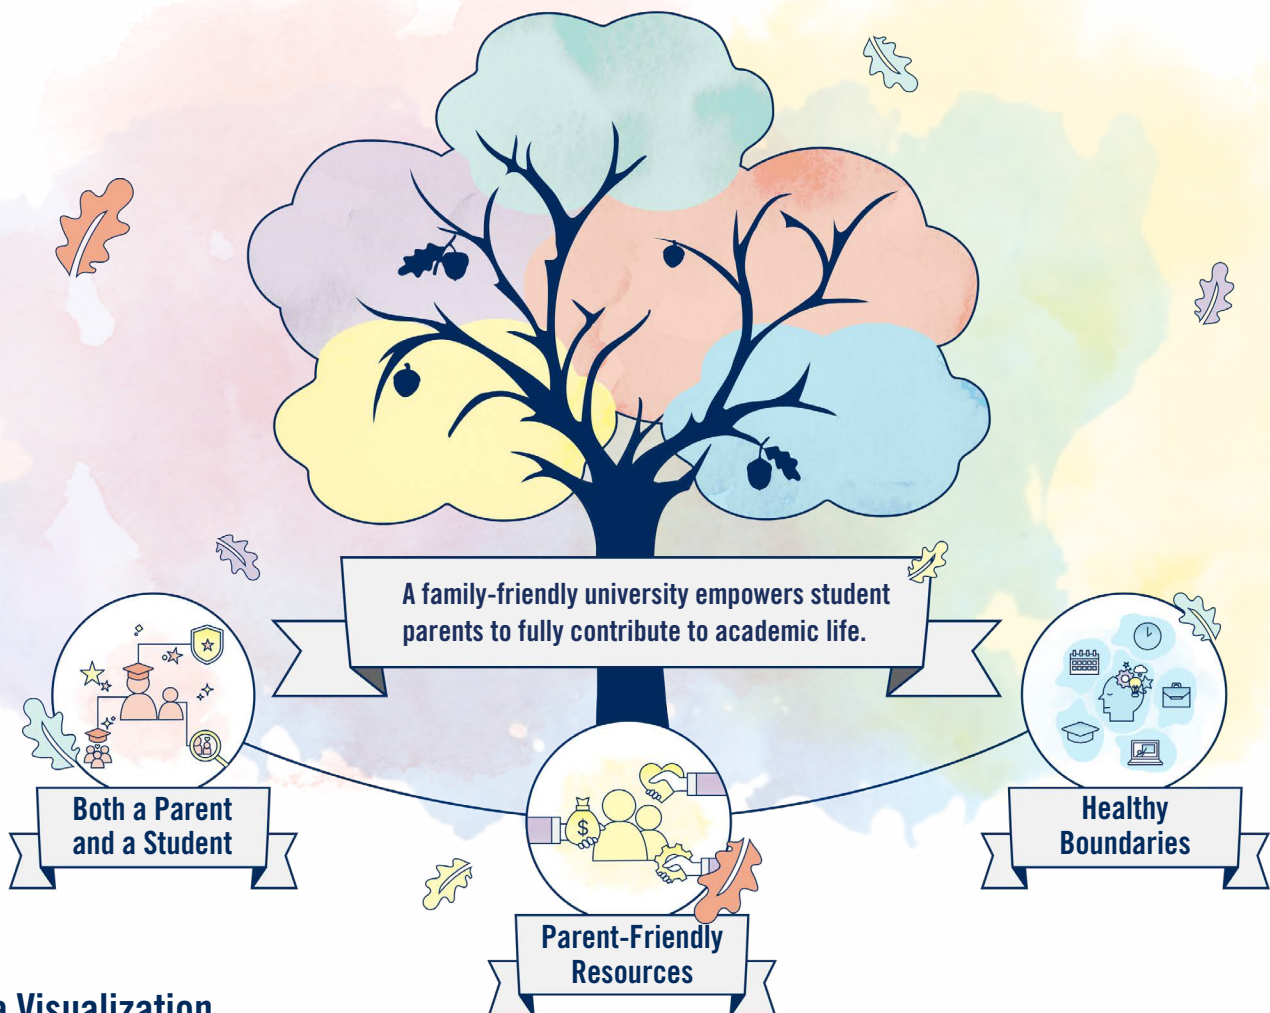 A family-friendly university empowers student
parents to fully contribute to academic life.
Both a Parent
and a Student
$
Healthy
Boundaries
Parent-Friendly
Resources
Visualization